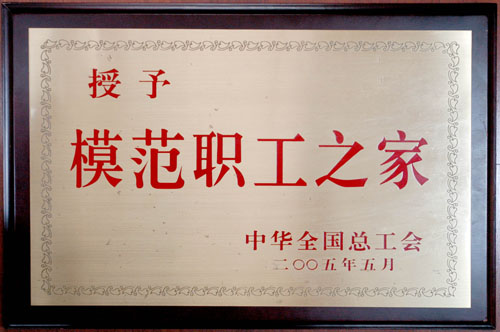 授予
模范职工之家
中华全国总工会
二〇〇五年五月